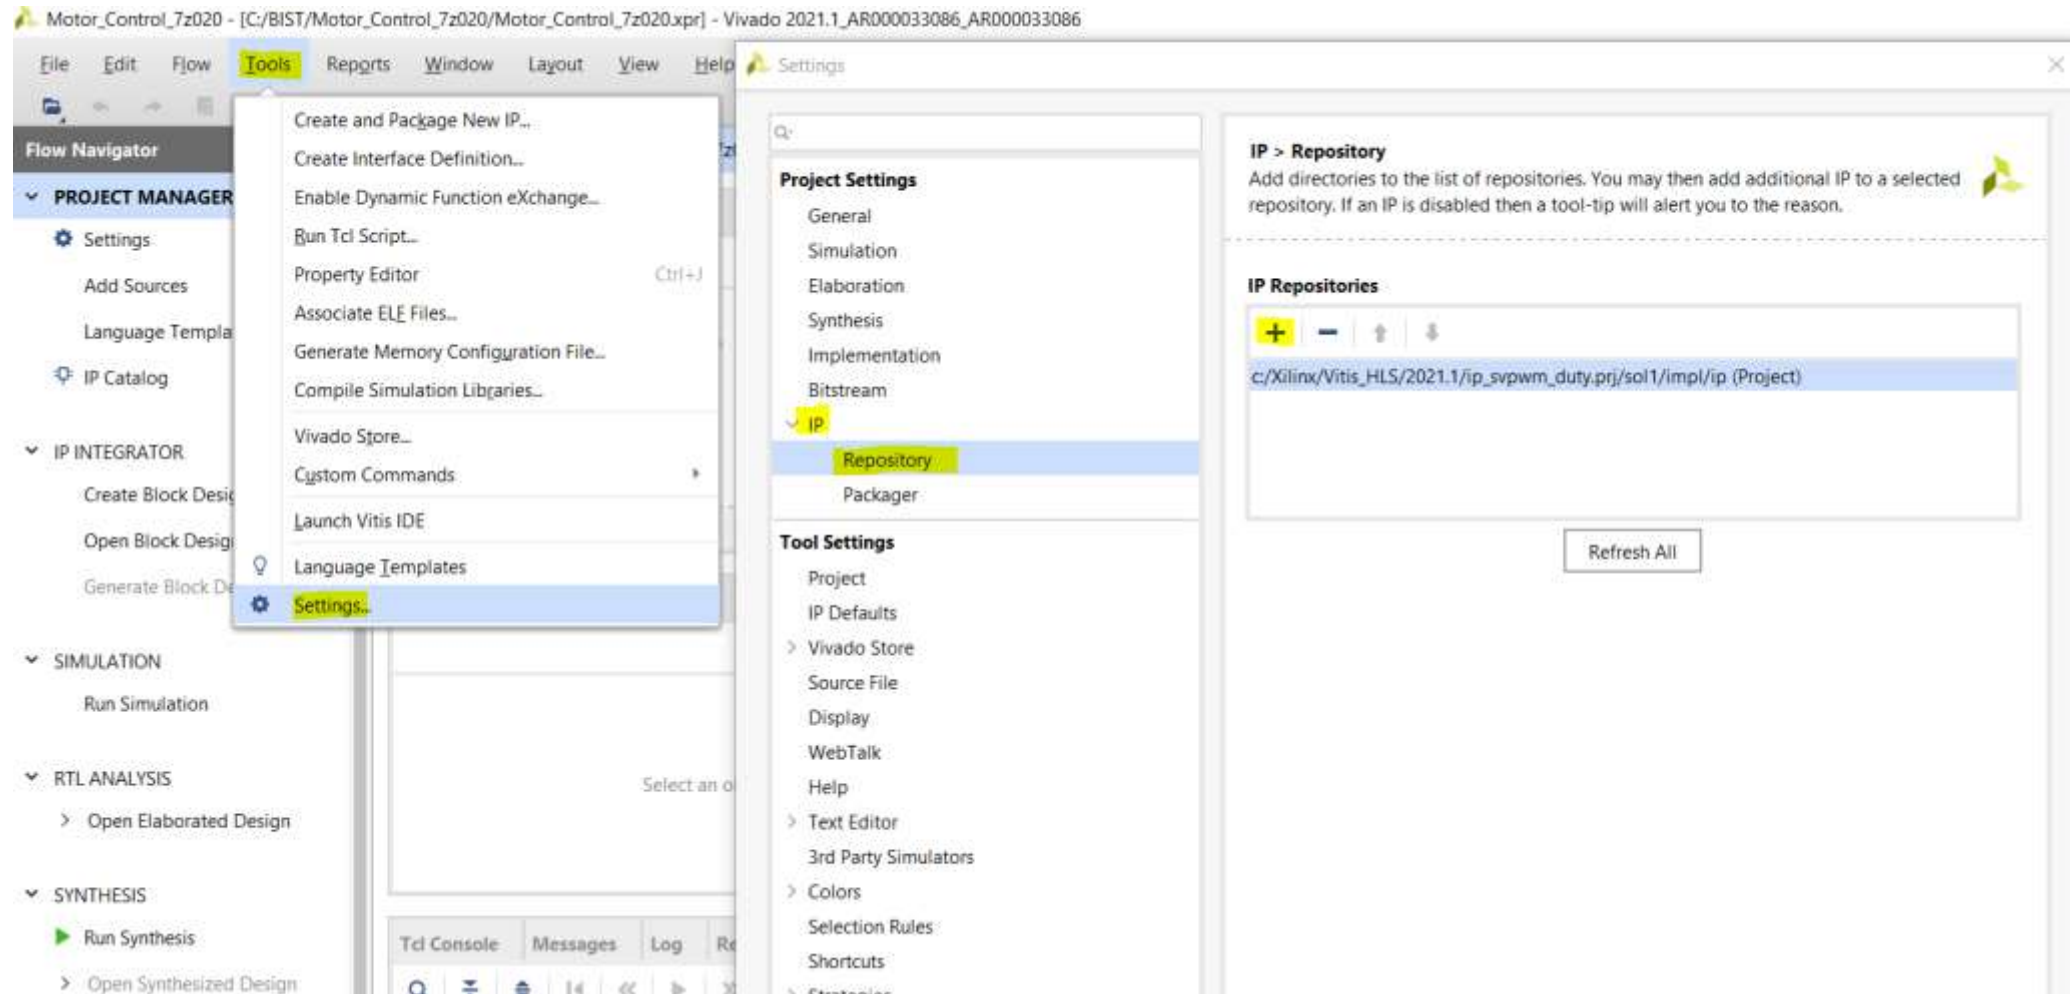 Motor_Control_7z020 - [C:/BIST/Motor_Control_7z020/Motor_Control_7z020.xpr] - Vivado 2021.1_AR000033086_AR000033086
File Edit Flow Tools Reports Window Layout View Help
Flow Navigator
PROJECT MANAGER
Settings
Add Sources
Language Templa
IP Catalog
IP INTEGRATOR
Create Block Desig
Open Block Desig
Generate Block De
SIMULATION
Run Simulation
RTL ANALYSIS
Open Elaborated Design
SYNTHESIS
Run Synthesis
Open Synthesized Design
Create and Package New IP...
Create Interface Definition...
Enable Dynamic Function eXchange...
Run Tcl Script...
Property Editor Ctrl+J
Associate ELF Files...
Generate Memory Configuration File...
Compile Simulation Libraries...
Vivado Store...
Custom Commands
Launch Vitis IDE
Language Templates
Settings...
Select an o
Tcl Console Messages Log Re
Settings
Project Settings
General
Simulation
Elaboration
Synthesis
Implementation
Bitstream
IP
Repository
Packager
Tool Settings
Project
IP Defaults
Vivado Store
Source File
Display
WebTalk
Help
Text Editor
3rd Party Simulators
Colors
Selection Rules
Shortcuts
Strategies
IP > Repository
Add directories to the list of repositories. You may then add additional IP to a selected
repository. If an IP is disabled then a tool-tip will alert you to the reason.
IP Repositories
c:/Xilinx/Vitis_HLS/2021.1/ip_svpwm_duty.prj/sol1/impl/ip (Project)
Refresh All